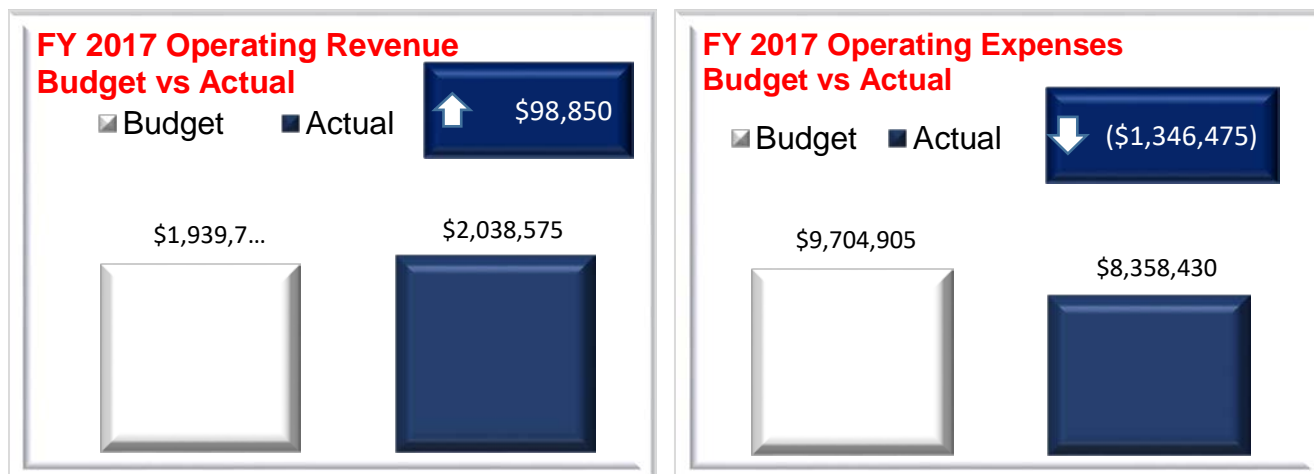 FY 2017 Operating Revenue
Budget vs Actual
Budget Actual
$98,850
$1,939,7...
$2,038,575
FY 2017 Operating Expenses
Budget vs Actual
Budget Actual
($1,346,475)
$9,704,905
$8,358,430